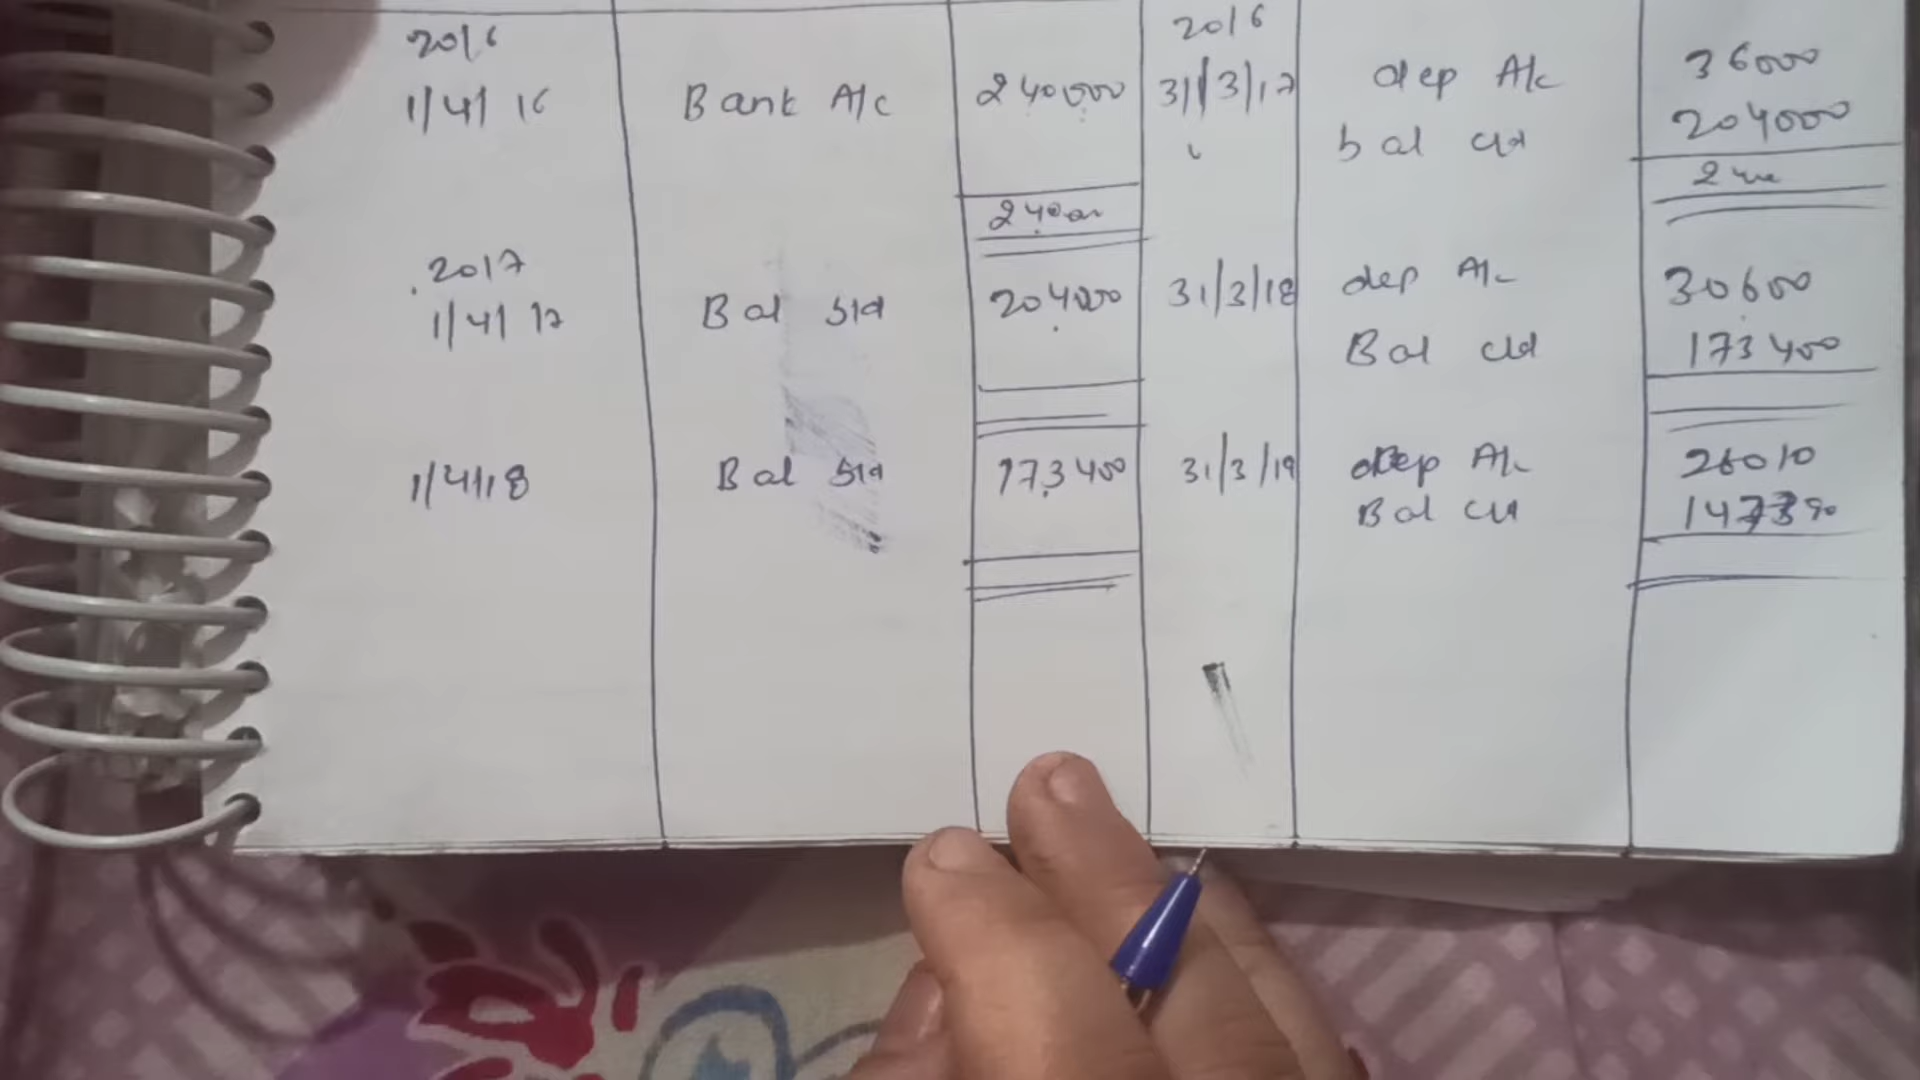 2016 2016
1/4/16 Bank A/c 240000 31/3/17 dep A/c 36000
bal c/d 204000
240000
2017
1/4/17 Bal b/d 204000 31/3/18 dep A/c 30600
Bal c/d 173400
1/4/18 Bal b/d 173400 31/3/19 dep A/c 26010
Bal c/d 147390